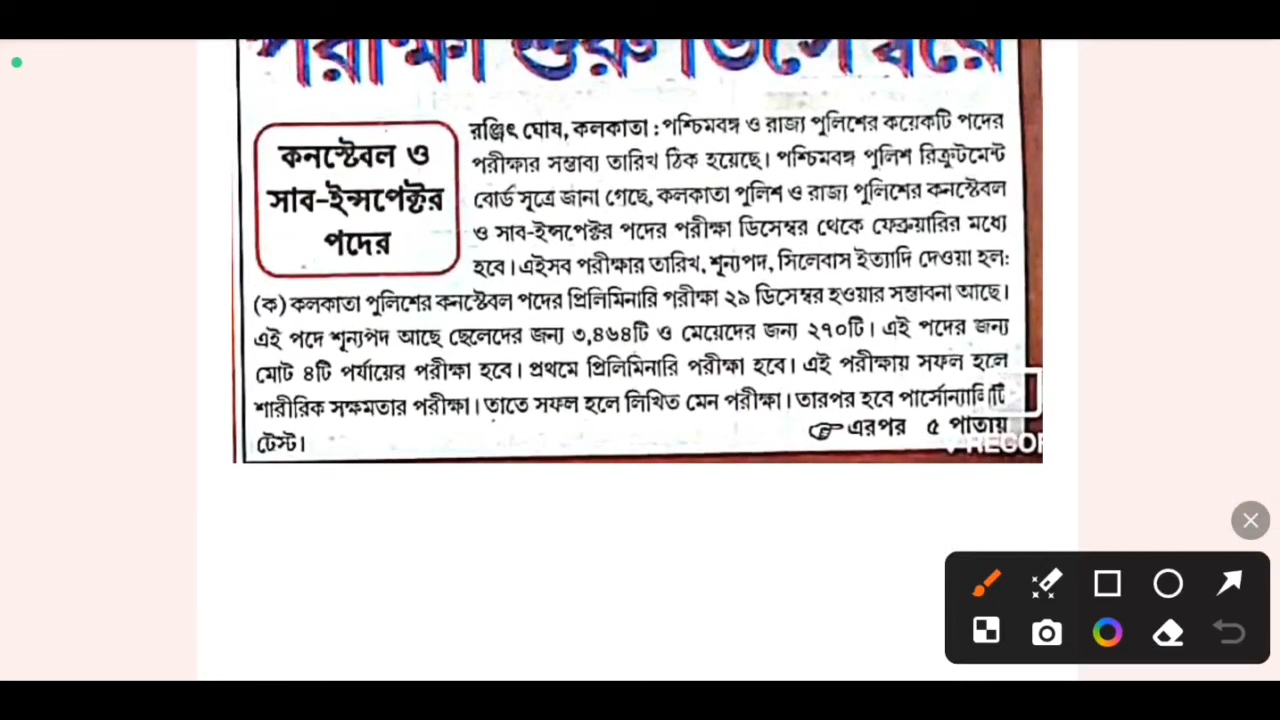 পরীক্ষা শুরু ডিসেম্বরে
কনস্টেবল ও
সাব-ইন্সপেক্টর
পদের
রঞ্জিৎ ঘোষ, কলকাতা : পশ্চিমবঙ্গ ও রাজ্য পুলিশের কয়েকটি পদের
পরীক্ষার সম্ভাব্য তারিখ ঠিক হয়েছে। পশ্চিমবঙ্গ পুলিশ রিক্রুটমেন্ট
বোর্ড সূত্রে জানা গেছে, কলকাতা পুলিশ ও রাজ্য পুলিশের কনস্টেবল
ও সাব-ইন্সপেক্টর পদের পরীক্ষা ডিসেম্বর থেকে ফেব্রুয়ারির মধ্যে
হবে। এইসব পরীক্ষার তারিখ, শূন্যপদ, সিলেবাস ইত্যাদি দেওয়া হল:
(ক) কলকাতা পুলিশের কনস্টেবল পদের প্রিলিমিনারি পরীক্ষা ২৯ ডিসেম্বর হওয়ার সম্ভাবনা আছে।
এই পদে শূন্যপদ আছে ছেলেদের জন্য ৩,৪৬৪টি ও মেয়েদের জন্য ২৭০টি। এই পদের জন্য
মোট ৪টি পর্যায়ের পরীক্ষা হবে। প্রথমে প্রিলিমিনারি পরীক্ষা হবে। এই পরীক্ষায় সফল হলে
শারীরিক সক্ষমতার পরীক্ষা। তাতে সফল হলে লিখিত মেন পরীক্ষা। তারপর হবে পার্সোন্যালিটি
টেস্ট।
এরপর ৫ পাতায়